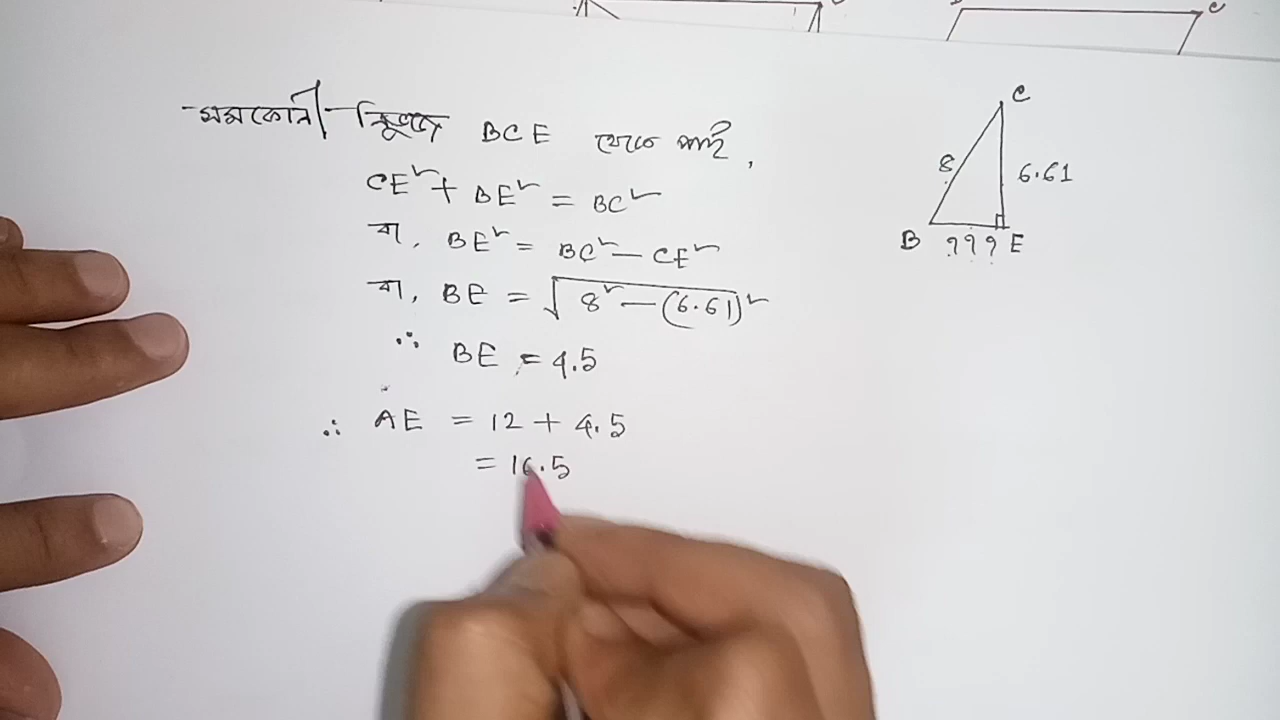 সমকোনী ত্রিভুজ BCE থেকে পাই,
CE² + BE² = BC²
বা, BE² = BC² − CE²
বা, BE = √8² − (6.61)²
∴ BE = 4.5
∴ AE = 12 + 4.5
= 16.5
C
8
6.61
B ??? E